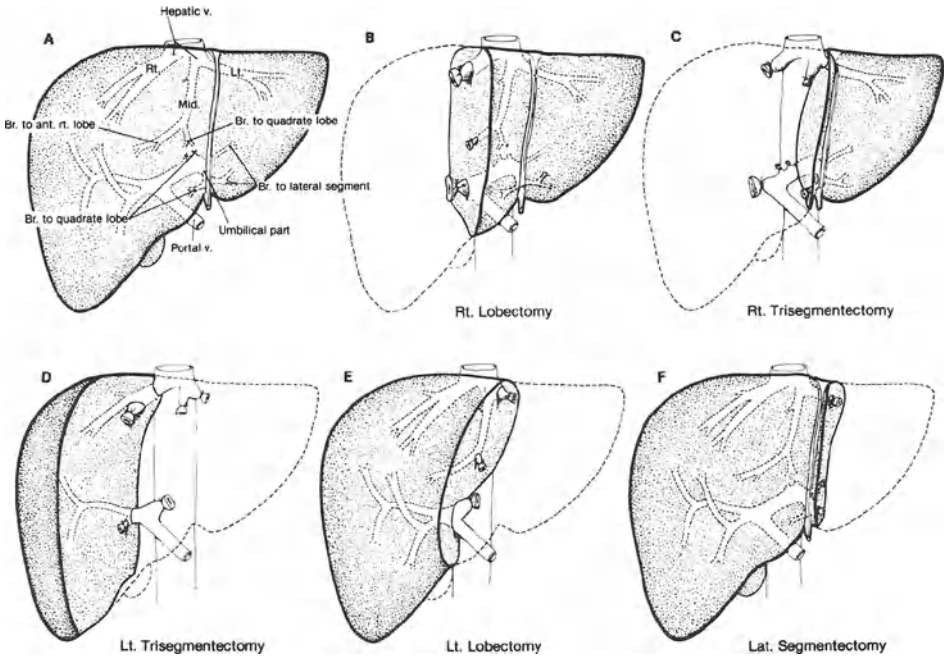 Hepatic v.
A
B
C
Rt.
Lt.
Mid.
Br. to ant. rt. lobe
Br. to quadrate lobe
Br. to lateral segment
Br. to quadrate lobe
Umbilical part
Portal v.
Rt. Lobectomy
Rt. Trisegmentectomy
D
E
F
Lt. Trisegmentectomy
Lt. Lobectomy
Lat. Segmentectomy